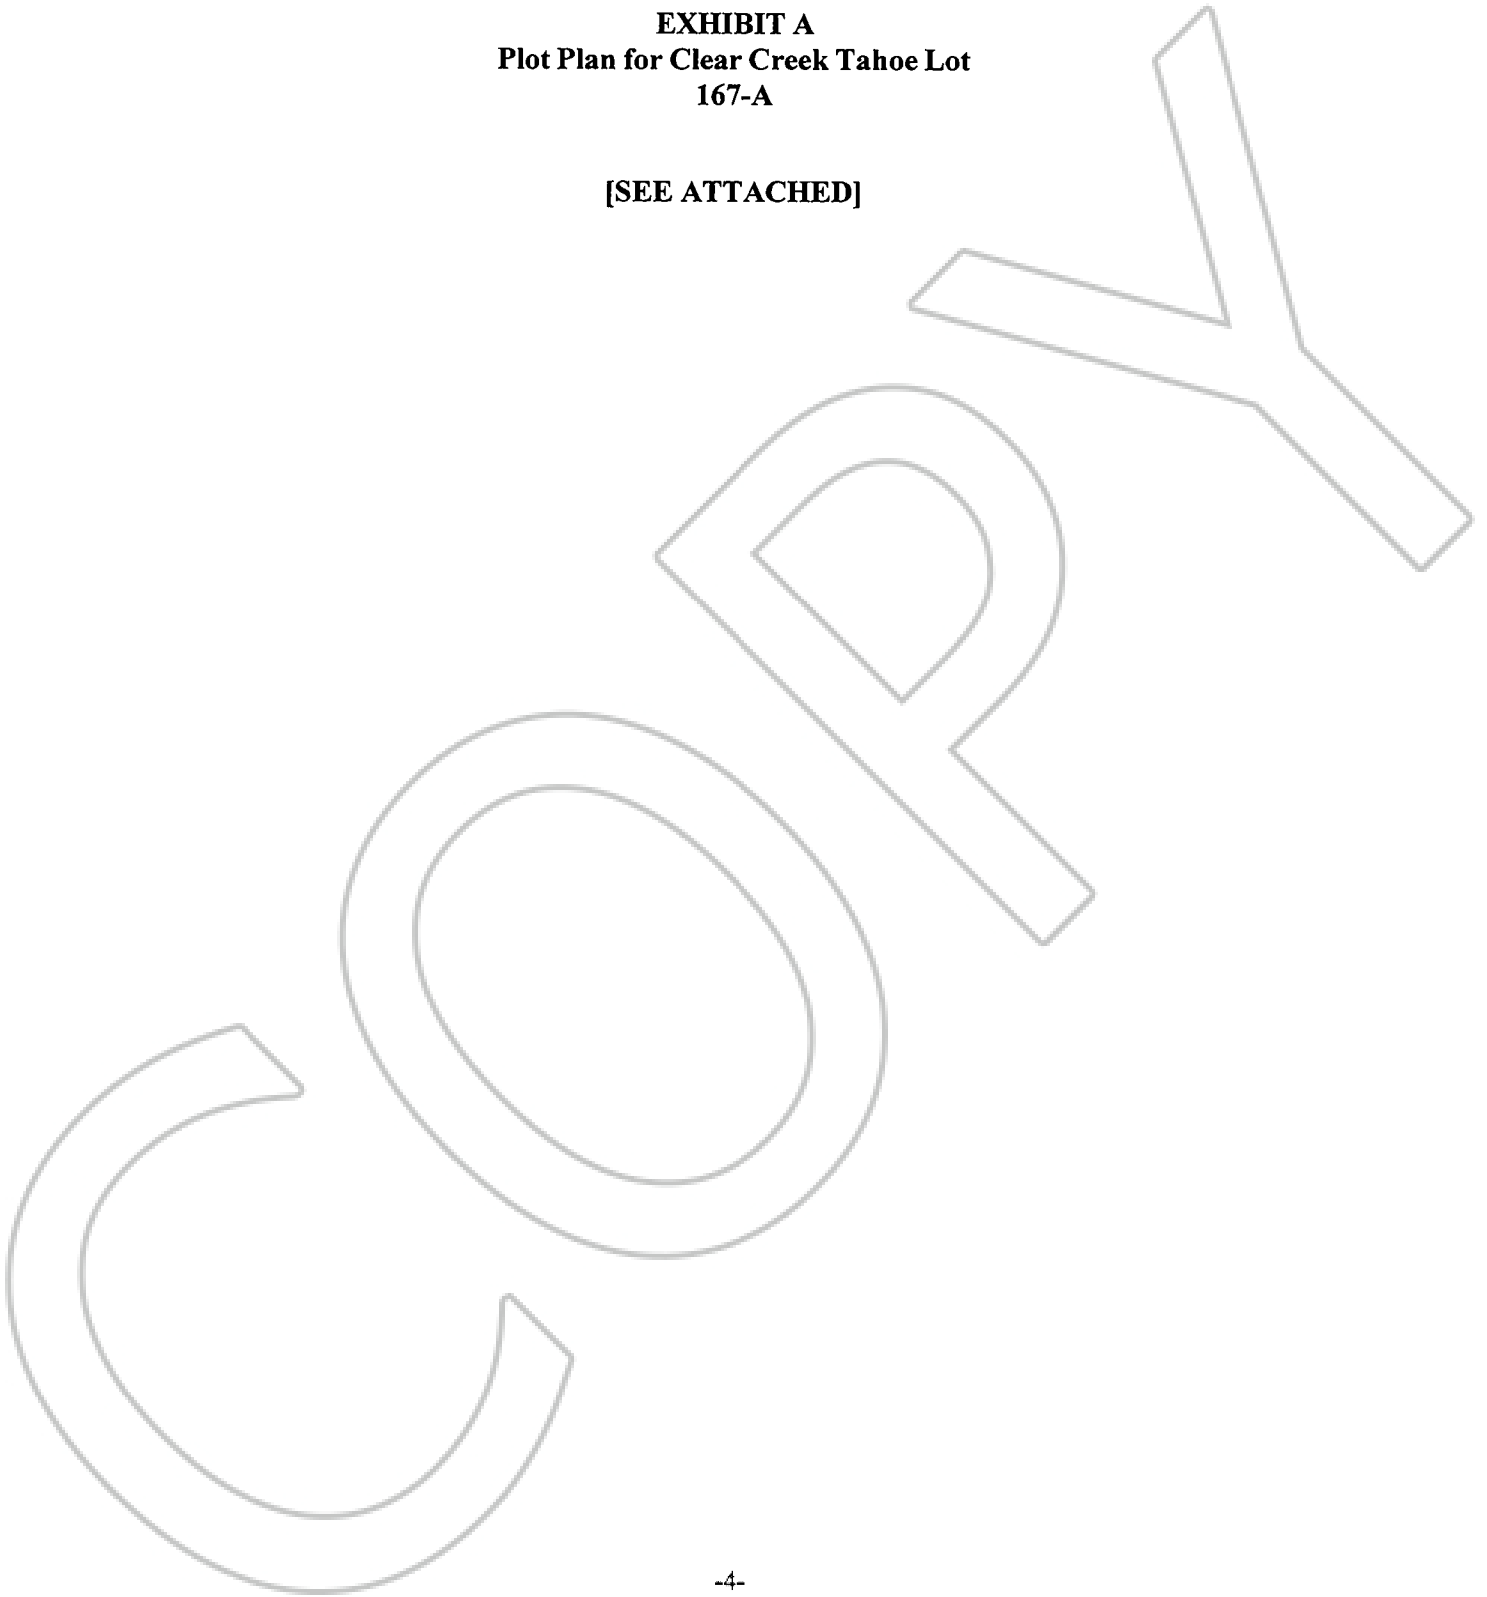 EXHIBIT A
Plot Plan for Clear Creek Tahoe Lot
167-A
[SEE ATTACHED]
COPY
-4-